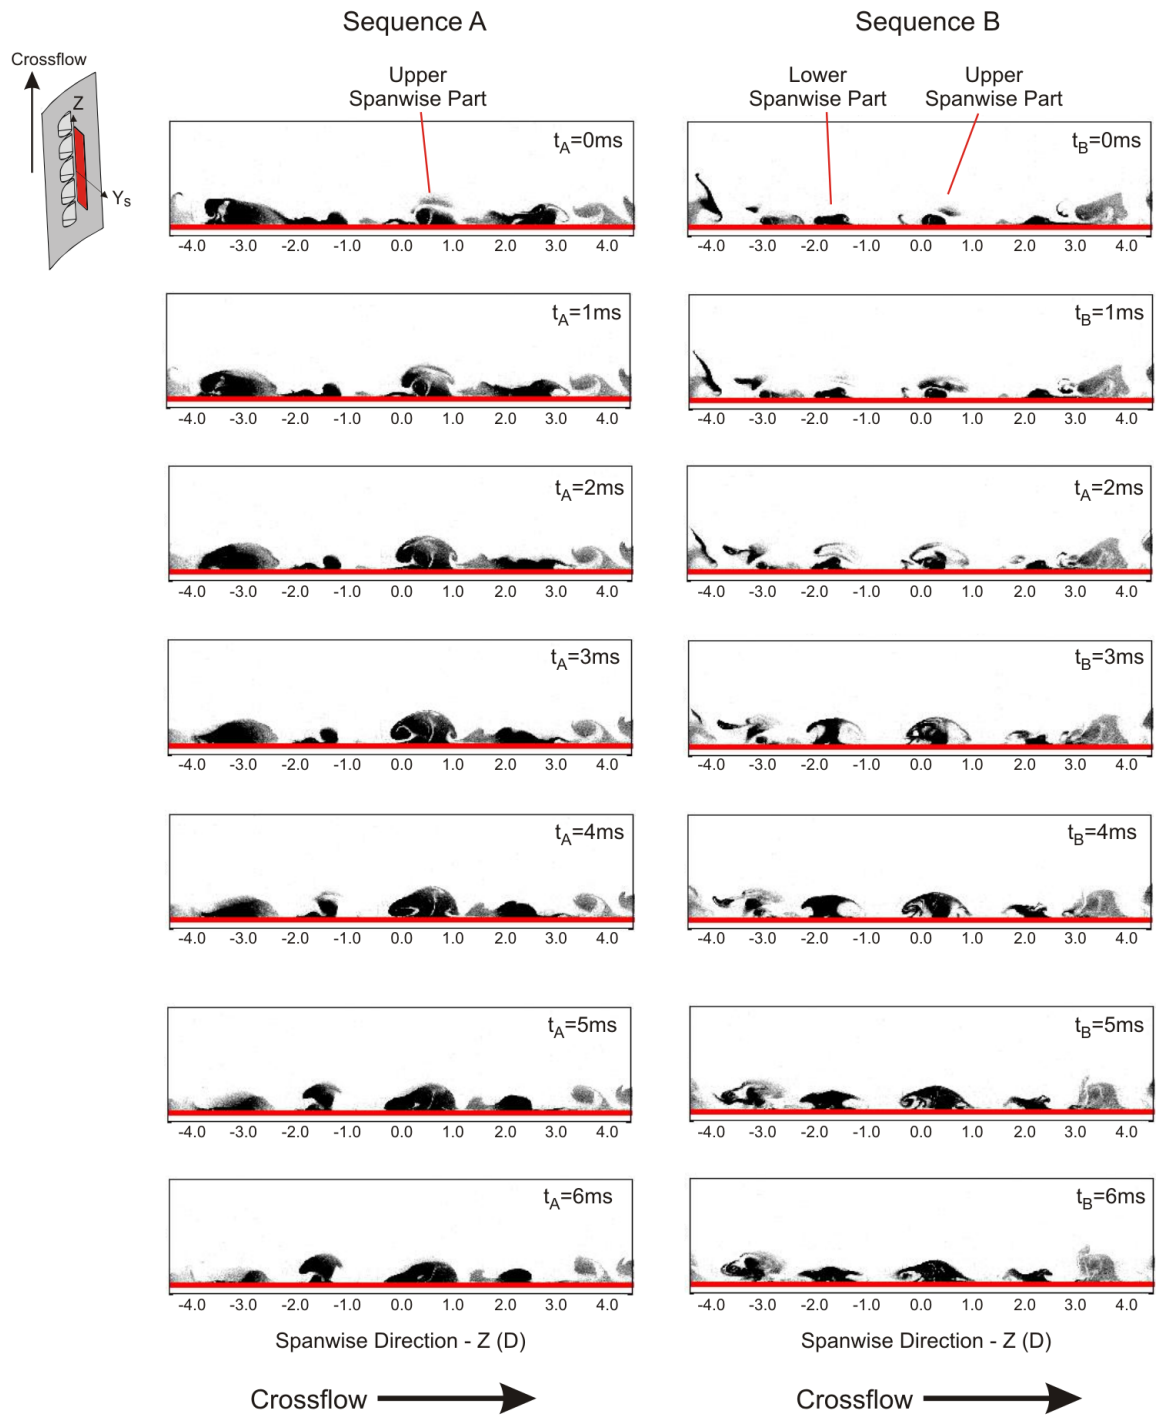 Sequence A
Sequence B
Crossflow
Z
Ys
Upper
Spanwise Part
Lower
Spanwise Part
Upper
Spanwise Part
tA=0ms
-4.0 -3.0 -2.0 -1.0 0.0 1.0 2.0 3.0 4.0
tB=0ms
-4.0 -3.0 -2.0 -1.0 0.0 1.0 2.0 3.0 4.0
tA=1ms
-4.0 -3.0 -2.0 -1.0 0.0 1.0 2.0 3.0 4.0
tB=1ms
-4.0 -3.0 -2.0 -1.0 0.0 1.0 2.0 3.0 4.0
tA=2ms
-4.0 -3.0 -2.0 -1.0 0.0 1.0 2.0 3.0 4.0
tA=2ms
-4.0 -3.0 -2.0 -1.0 0.0 1.0 2.0 3.0 4.0
tA=3ms
-4.0 -3.0 -2.0 -1.0 0.0 1.0 2.0 3.0 4.0
tB=3ms
-4.0 -3.0 -2.0 -1.0 0.0 1.0 2.0 3.0 4.0
tA=4ms
-4.0 -3.0 -2.0 -1.0 0.0 1.0 2.0 3.0 4.0
tB=4ms
-4.0 -3.0 -2.0 -1.0 0.0 1.0 2.0 3.0 4.0
tA=5ms
-4.0 -3.0 -2.0 -1.0 0.0 1.0 2.0 3.0 4.0
tB=5ms
-4.0 -3.0 -2.0 -1.0 0.0 1.0 2.0 3.0 4.0
tA=6ms
-4.0 -3.0 -2.0 -1.0 0.0 1.0 2.0 3.0 4.0
tB=6ms
-4.0 -3.0 -2.0 -1.0 0.0 1.0 2.0 3.0 4.0
Spanwise Direction - Z (D)
Spanwise Direction - Z (D)
Crossflow
Crossflow